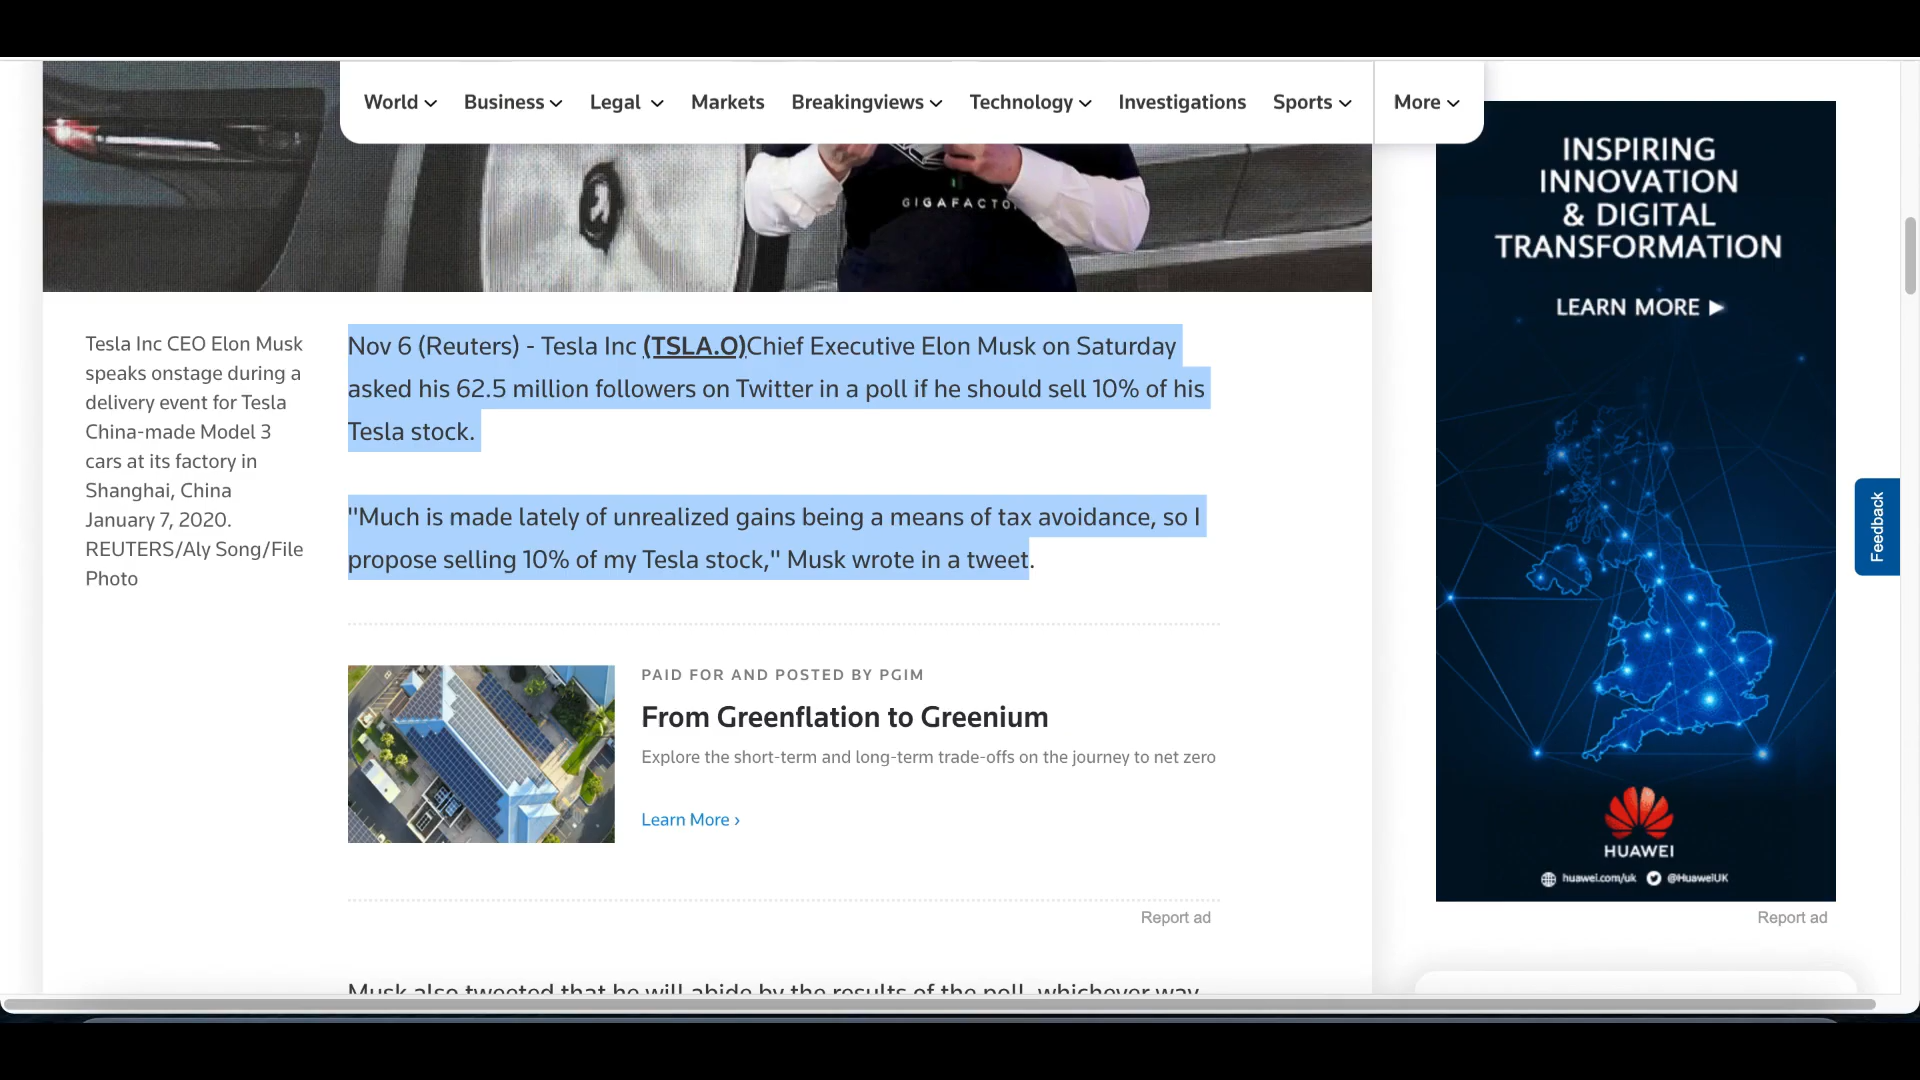 World Business Legal Markets Breakingviews Technology Investigations Sports More
GIGAFACTO
Tesla Inc CEO Elon Musk
speaks onstage during a
delivery event for Tesla
China-made Model 3
cars at its factory in
Shanghai, China
January 7, 2020.
REUTERS/Aly Song/File
Photo
Nov 6 (Reuters) - Tesla Inc (TSLA.O)Chief Executive Elon Musk on Saturday
asked his 62.5 million followers on Twitter in a poll if he should sell 10% of his
Tesla stock.
"Much is made lately of unrealized gains being a means of tax avoidance, so I
propose selling 10% of my Tesla stock," Musk wrote in a tweet.
PAID FOR AND POSTED BY PGIM
From Greenflation to Greenium
Explore the short-term and long-term trade-offs on the journey to net zero
Learn More ›
Report ad
Musk also tweeted that he will abide by the results of the poll, whichever way
INSPIRING
INNOVATION
& DIGITAL
TRANSFORMATION
LEARN MORE ▶
HUAWEI
huawei.com/uk @HuaweiUK
Report ad
Feedback